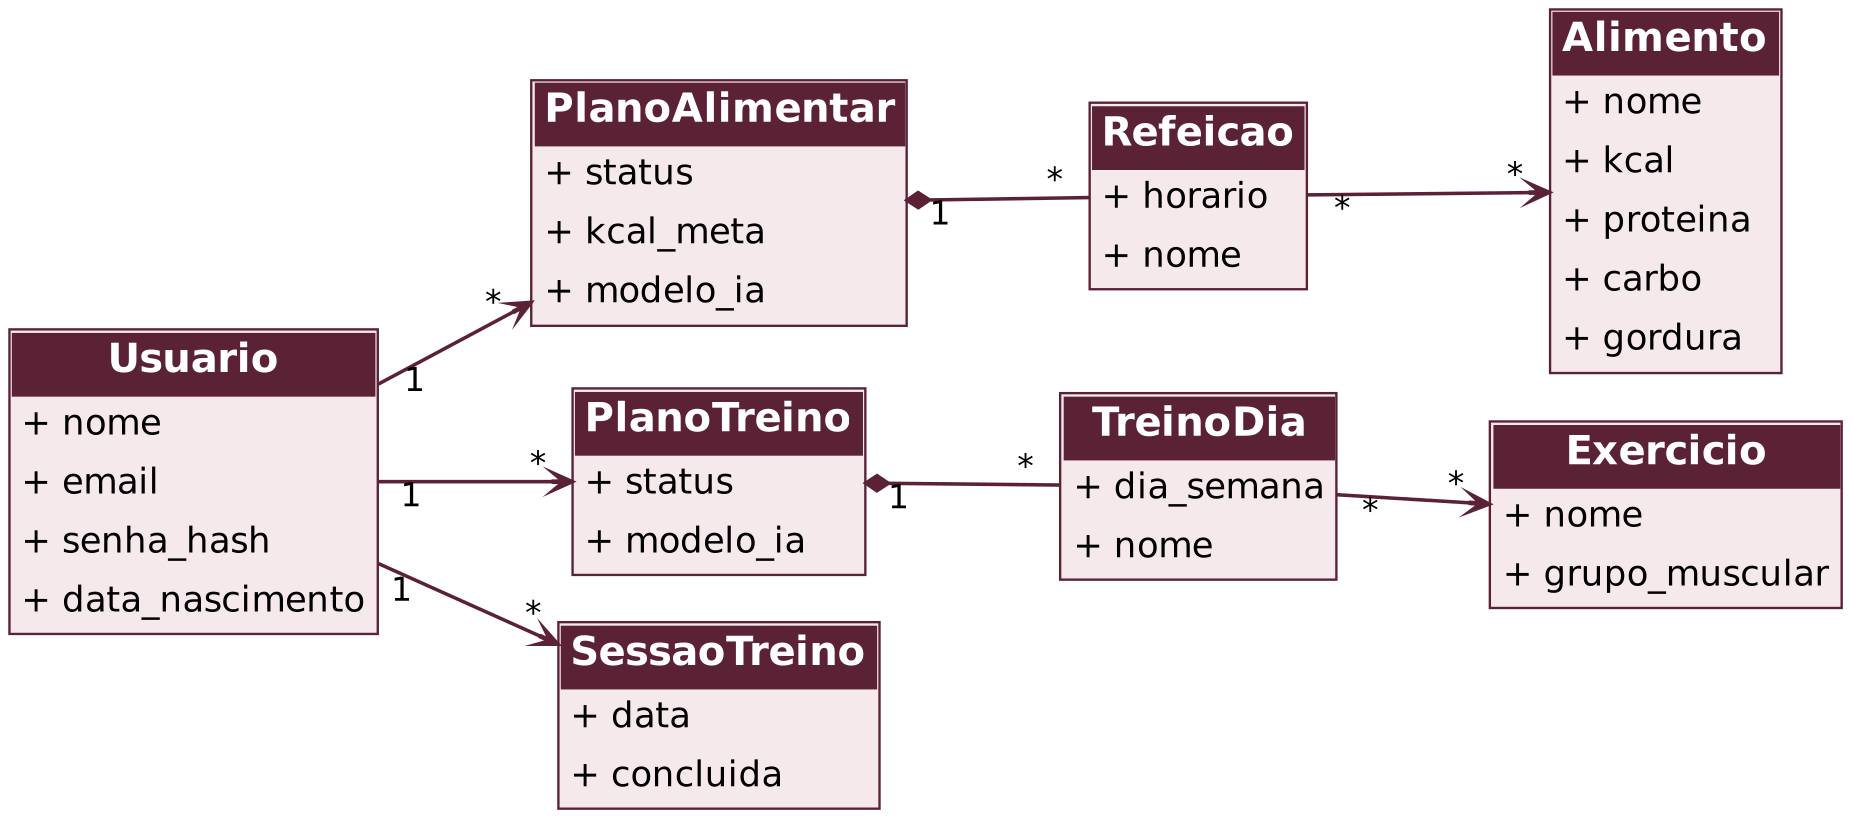 Usuario
+ nome
+ email
+ senha_hash
+ data_nascimento
1
*
1
*
1
*
PlanoAlimentar
+ status
+ kcal_meta
+ modelo_ia
1
*
PlanoTreino
+ status
+ modelo_ia
1
*
SessaoTreino
+ data
+ concluida
Refeicao
+ horario
+ nome
*
*
TreinoDia
+ dia_semana
+ nome
*
*
Alimento
+ nome
+ kcal
+ proteina
+ carbo
+ gordura
Exercicio
+ nome
+ grupo_muscular